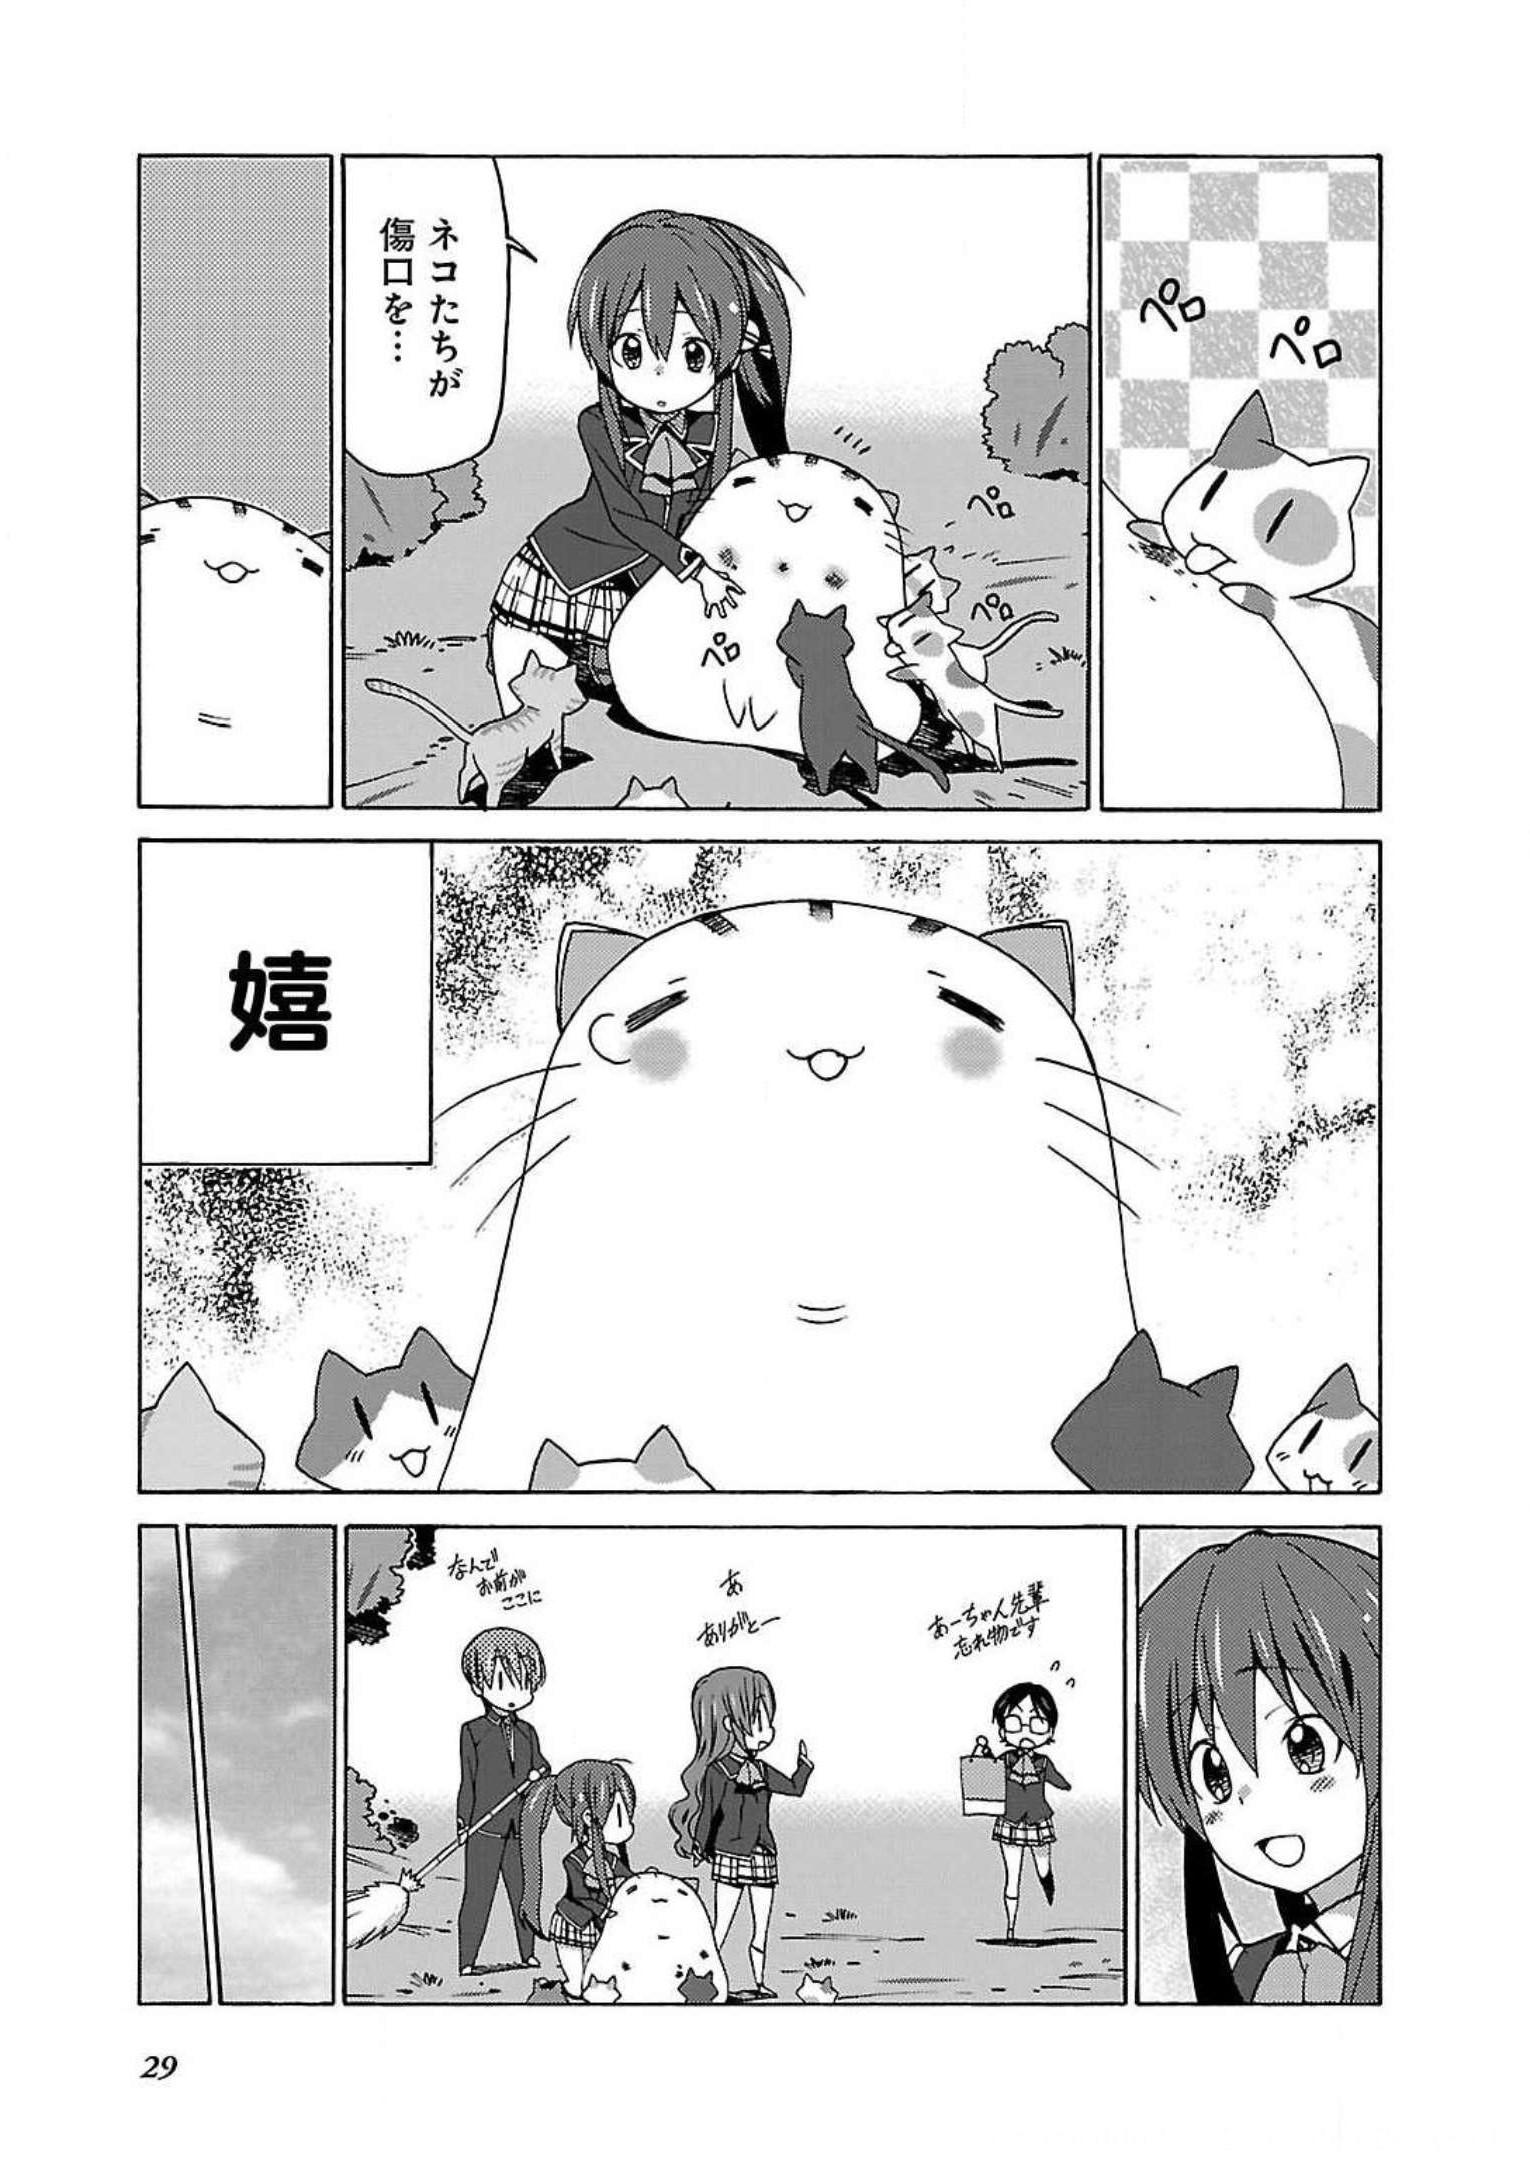 ペロ
ペロ
ネコたちが
傷口を…
ペロ
ペロ
ペロ
嬉
あーちゃん先輩
忘れ物です
あ
ありがとー
なんで
お前が
ここに
29